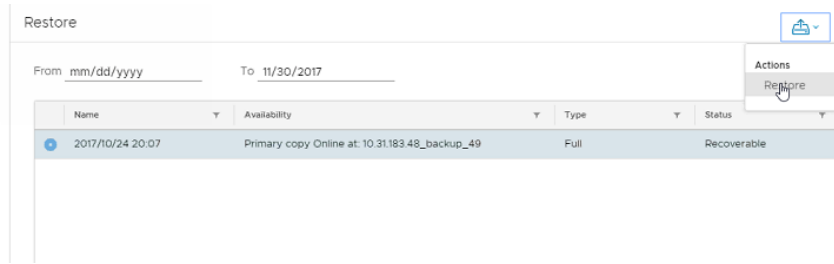 Restore
From mm/dd/yyyy To 11/30/2017
Actions
Restore
Name Availability Type Status
2017/10/24 20:07 Primary copy Online at: 10.31.183.48_backup_49 Full Recoverable